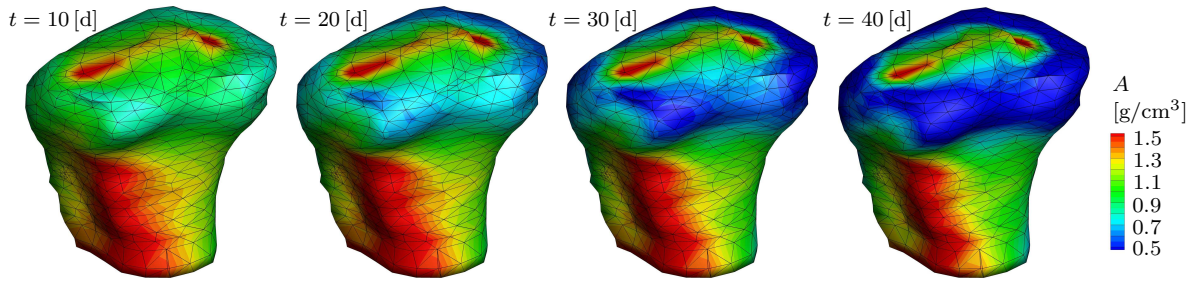 t = 10 [d] t = 20 [d] t = 30 [d] t = 40 [d]
A
[g/cm³]
1.5
1.3
1.1
0.9
0.7
0.5